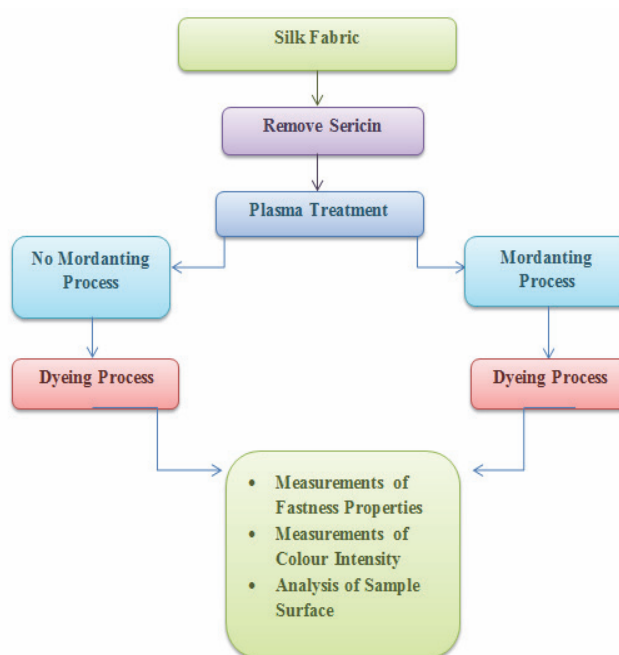 Silk Fabric
Remove Sericin
Plasma Treatment
No Mordanting
Process
Mordanting
Process
Dyeing Process
Dyeing Process
• Measurements of
Fastness Properties
• Measurements of
Colour Intensity
• Analysis of Sample
Surface